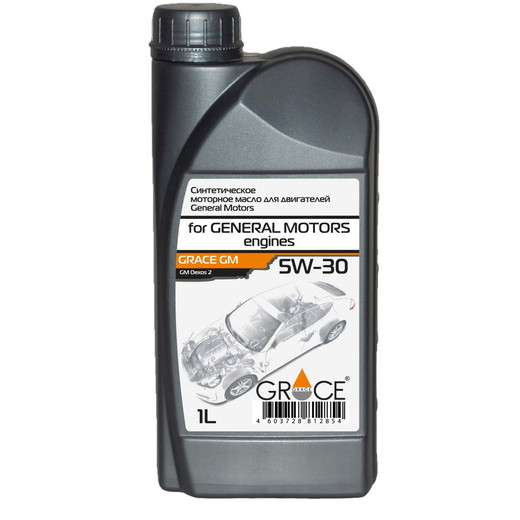 Синтетическое
моторное масло для двигателей
General Motors
for GENERAL MOTORS
engines
GRACE GM
GM Dexos 2
5W-30
GRACE
GRACE
1L
4 603728 812854